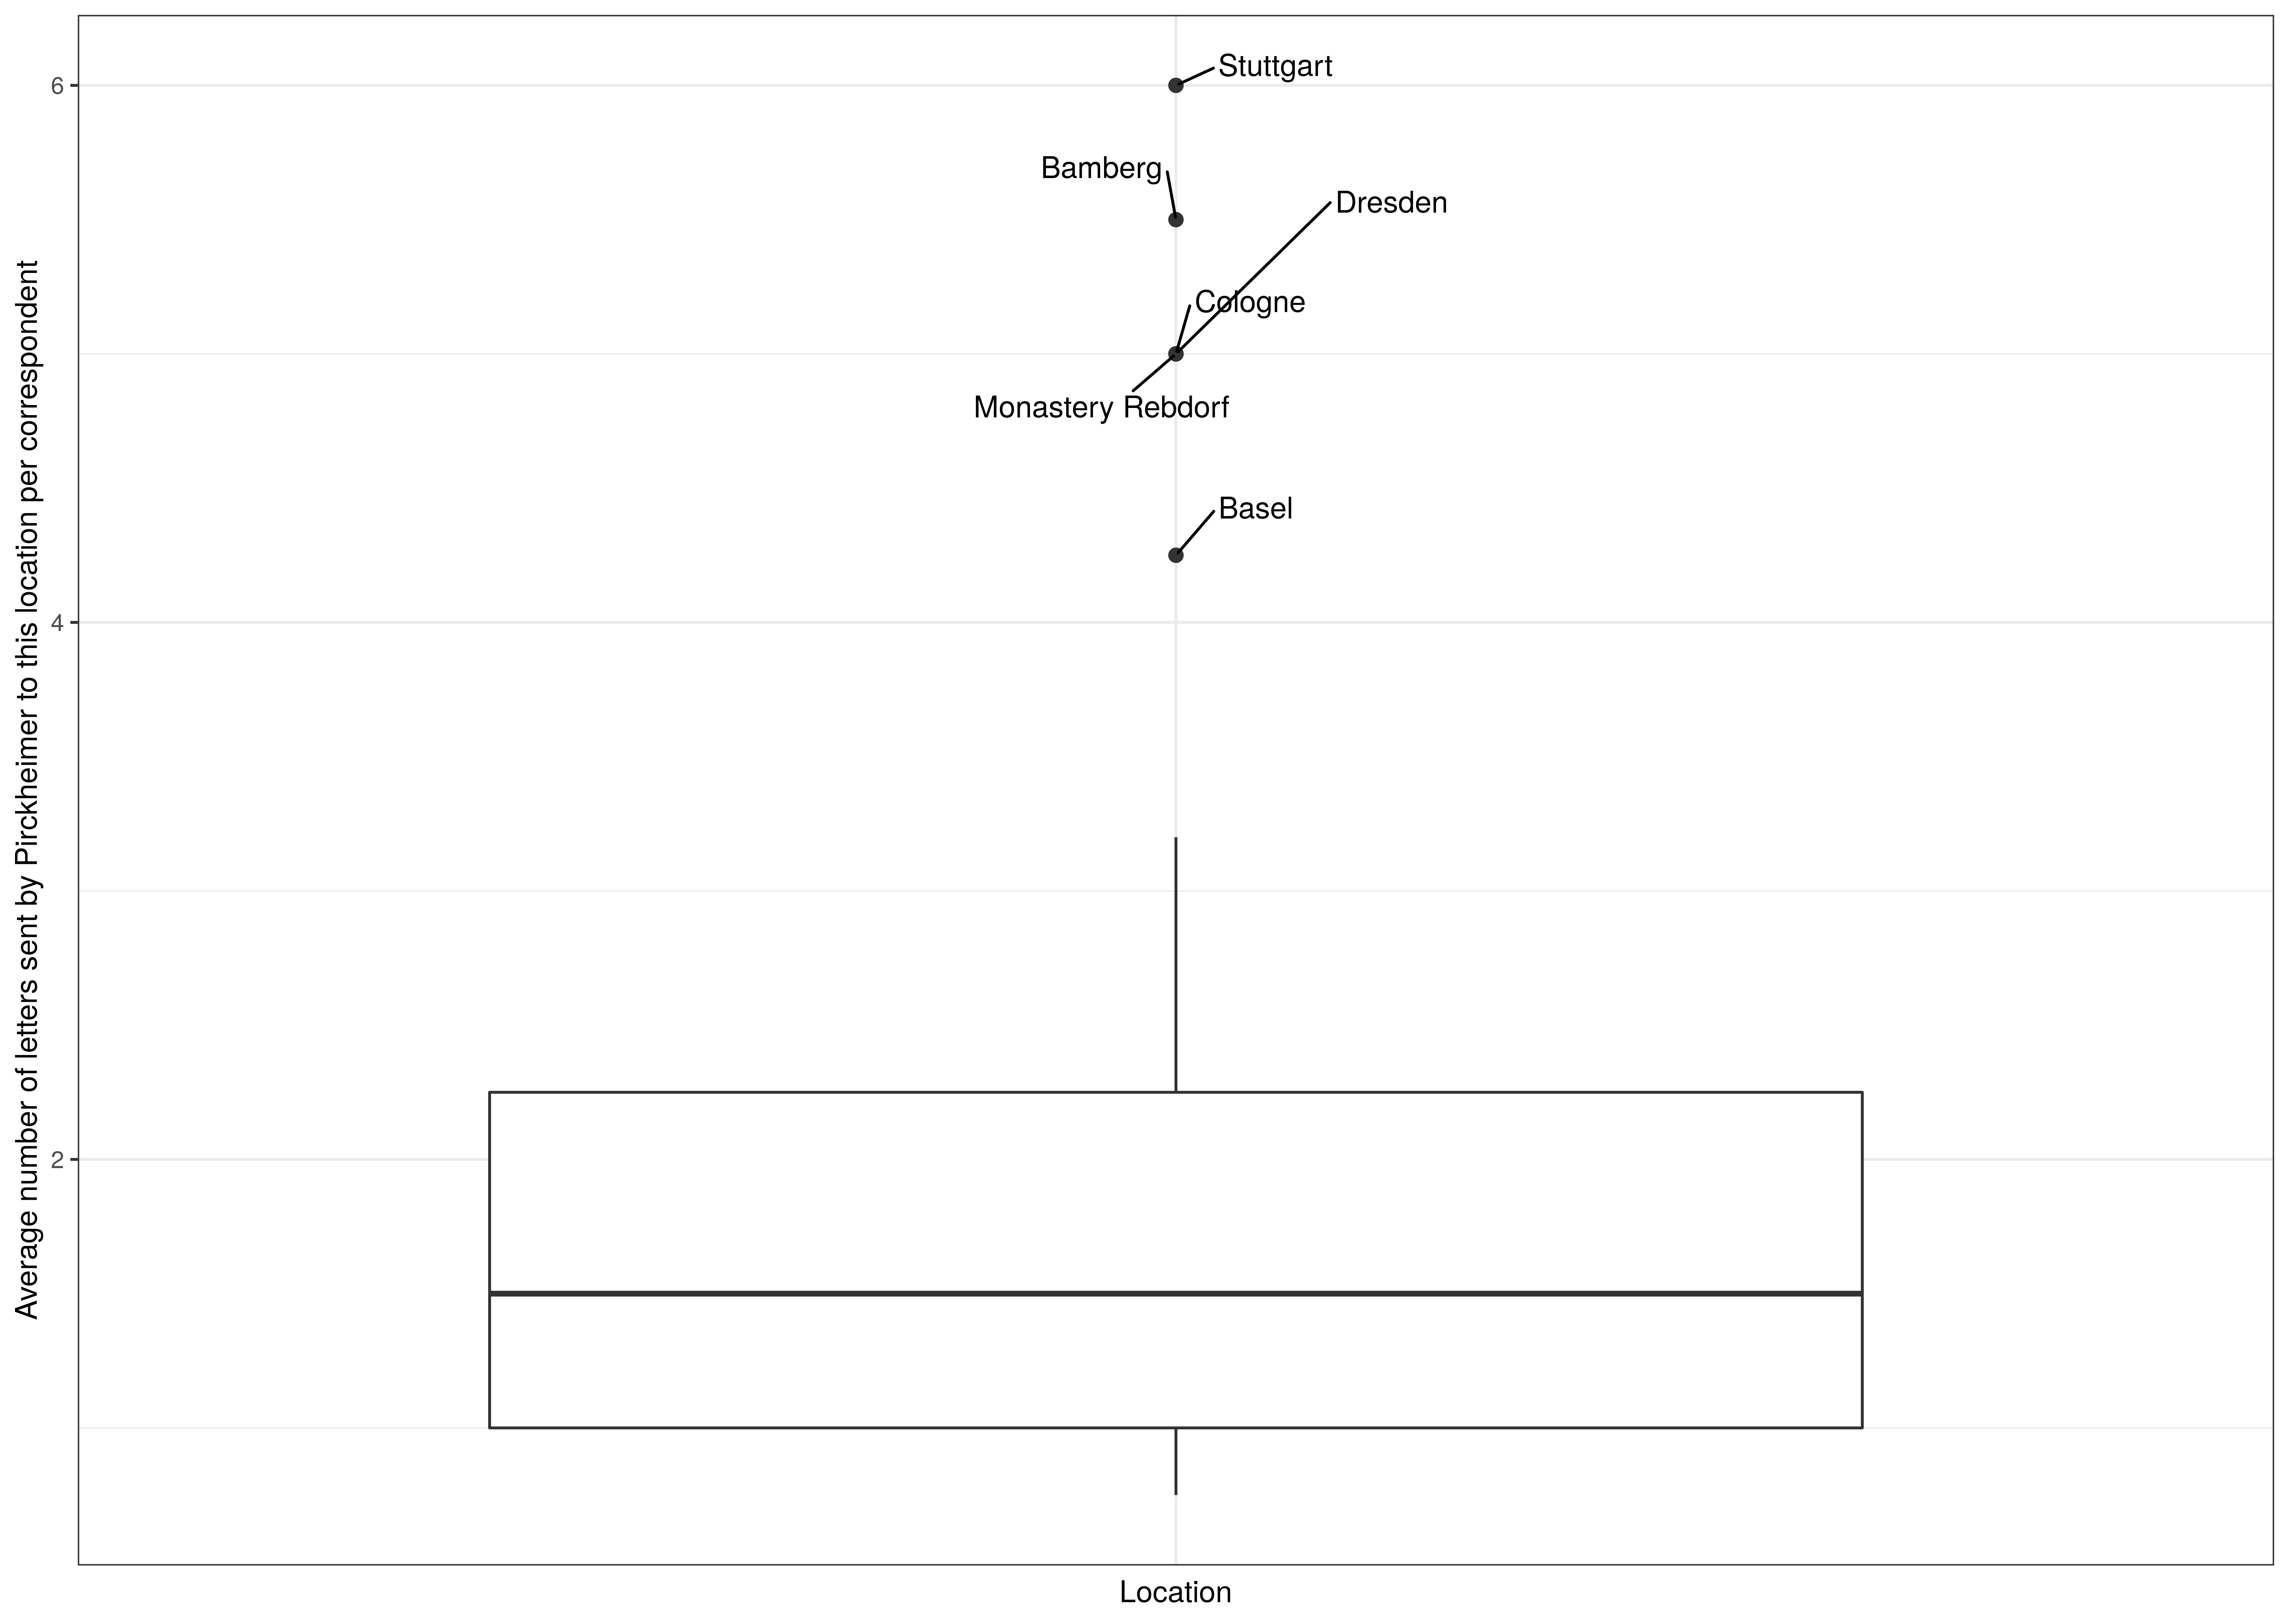 Average number of letters sent by Pirckheimer to this location per correspondent
6
4
2
Stuttgart
Bamberg
Dresden
Cologne
Monastery Rebdorf
Basel
Location